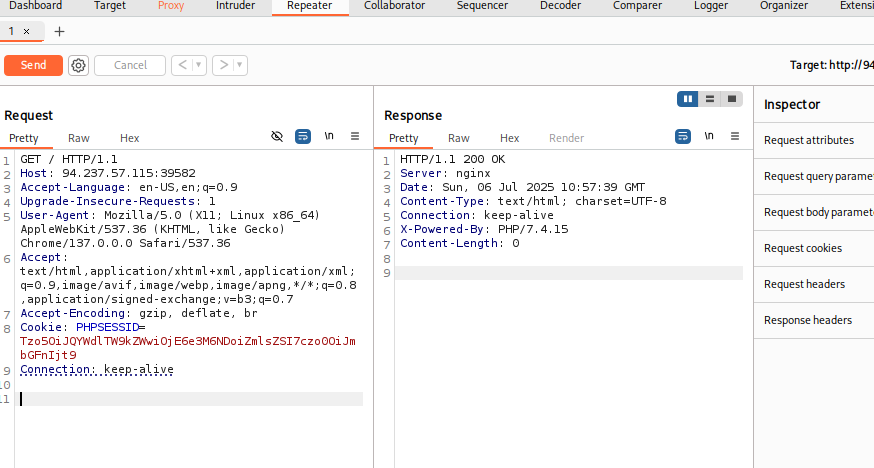 Dashboard Target Proxy Intruder Repeater Collaborator Sequencer Decoder Comparer Logger Organizer Extensi
1 × +
Send Cancel < >
Target: http://94
Request
Pretty Raw Hex
\n
1 GET / HTTP/1.1
2 Host: 94.237.57.115:39582
3 Accept-Language: en-US,en;q=0.9
4 Upgrade-Insecure-Requests: 1
5 User-Agent: Mozilla/5.0 (X11; Linux x86_64)
AppleWebKit/537.36 (KHTML, like Gecko)
Chrome/137.0.0.0 Safari/537.36
6 Accept:
text/html,application/xhtml+xml,application/xml;
q=0.9,image/avif,image/webp,image/apng,*/*;q=0.8
,application/signed-exchange;v=b3;q=0.7
7 Accept-Encoding: gzip, deflate, br
8 Cookie: PHPSESSID=
Tzo5OiJQYWdlTW9kZWwiOjE6e3M6NDoiZmlsZSI7czo0OiJm
bGFnIjt9
9 Connection: keep-alive
10
11
Response
Pretty Raw Hex Render
\n
1 HTTP/1.1 200 OK
2 Server: nginx
3 Date: Sun, 06 Jul 2025 10:57:39 GMT
4 Content-Type: text/html; charset=UTF-8
5 Connection: keep-alive
6 X-Powered-By: PHP/7.4.15
7 Content-Length: 0
8
9
Inspector
Request attributes
Request query parame
Request body paramet
Request cookies
Request headers
Response headers